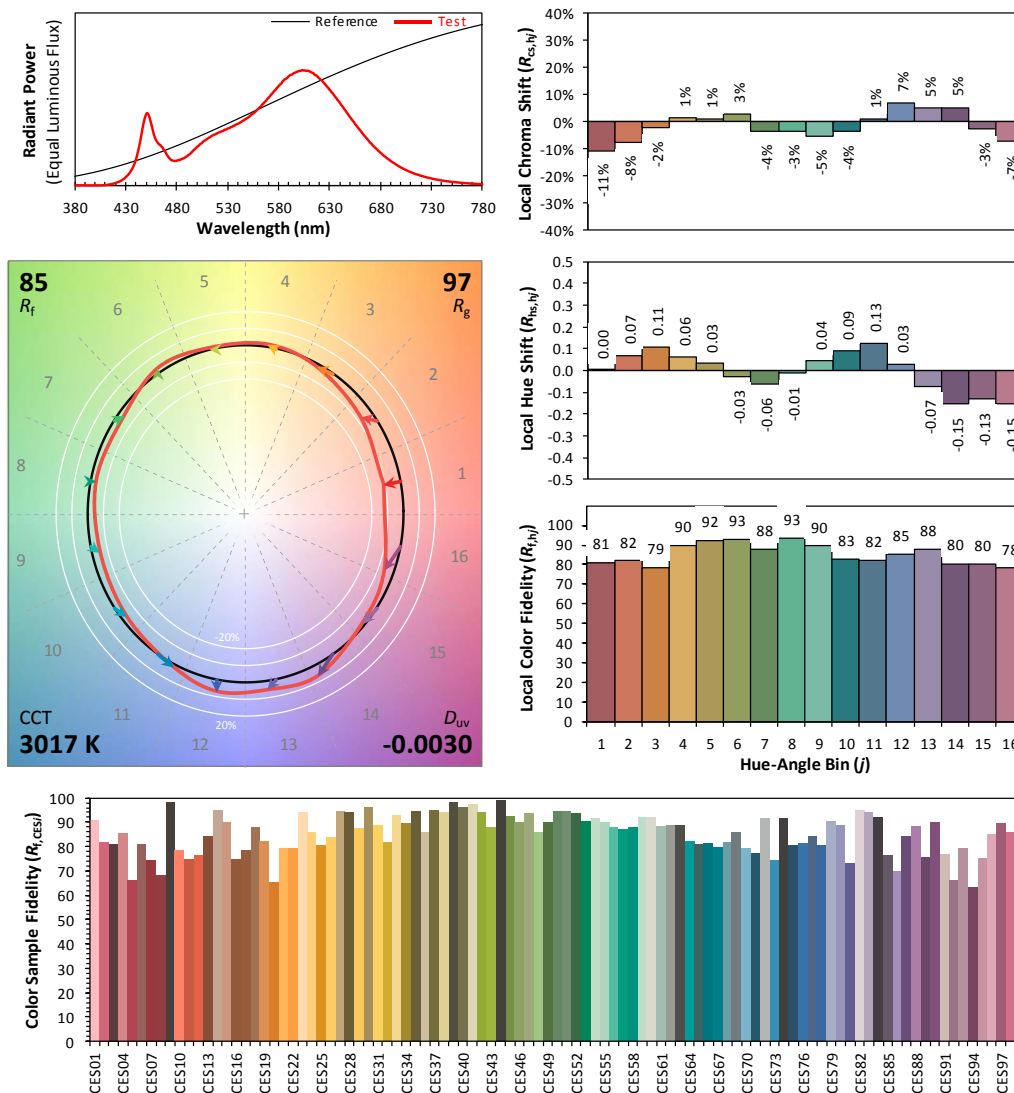 Reference
Test
Radiant Power
(Equal Luminous Flux)
380 430 480 530 580 630 680 730 780
Wavelength (nm)
Local Chroma Shift (Rcs,hj)
40%
30%
20%
10%
0%
-10%
-20%
-30%
-40%
-11% -8% -2% 1% 1% 3% -4% -3% -5% -4% 1% 7% 5% 5% -3% -7%
85
Rf
97
Rg
5 4
6 3
7 2
8 1
9 16
10 15
11 14
12 13
-20%
20%
CCT
3017 K
Duv
-0.0030
Local Hue Shift (Rhs,hj)
0.5
0.4
0.3
0.2
0.1
0.0
-0.1
-0.2
-0.3
-0.4
-0.5
0.00 0.07 0.11 0.06 0.03 -0.03 -0.06 -0.01 0.04 0.09 0.13 0.03 -0.07 -0.15 -0.13 -0.15
Local Color Fidelity (Rf,hj)
100
90
80
70
60
50
40
30
20
10
0
81 82 79 90 92 93 88 93 90 83 82 85 88 80 80 78
1 2 3 4 5 6 7 8 9 10 11 12 13 14 15 16
Hue-Angle Bin (j)
Color Sample Fidelity (Rf,CESi)
100
90
80
70
60
50
40
30
20
10
0
CES01 CES04 CES07 CES10 CES13 CES16 CES19 CES22 CES25 CES28 CES31 CES34 CES37 CES40 CES43 CES46 CES49 CES52 CES55 CES58 CES61 CES64 CES67 CES70 CES73 CES76 CES79 CES82 CES85 CES88 CES91 CES94 CES97